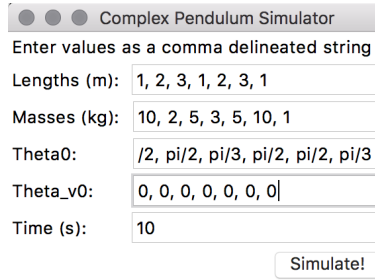 Complex Pendulum Simulator
Enter values as a comma delineated string
Lengths (m): 1, 2, 3, 1, 2, 3, 1
Masses (kg): 10, 2, 5, 3, 5, 10, 1
Theta0: /2, pi/2, pi/3, pi/2, pi/2, pi/3
Theta_v0: 0, 0, 0, 0, 0, 0, 0
Time (s): 10
Simulate!